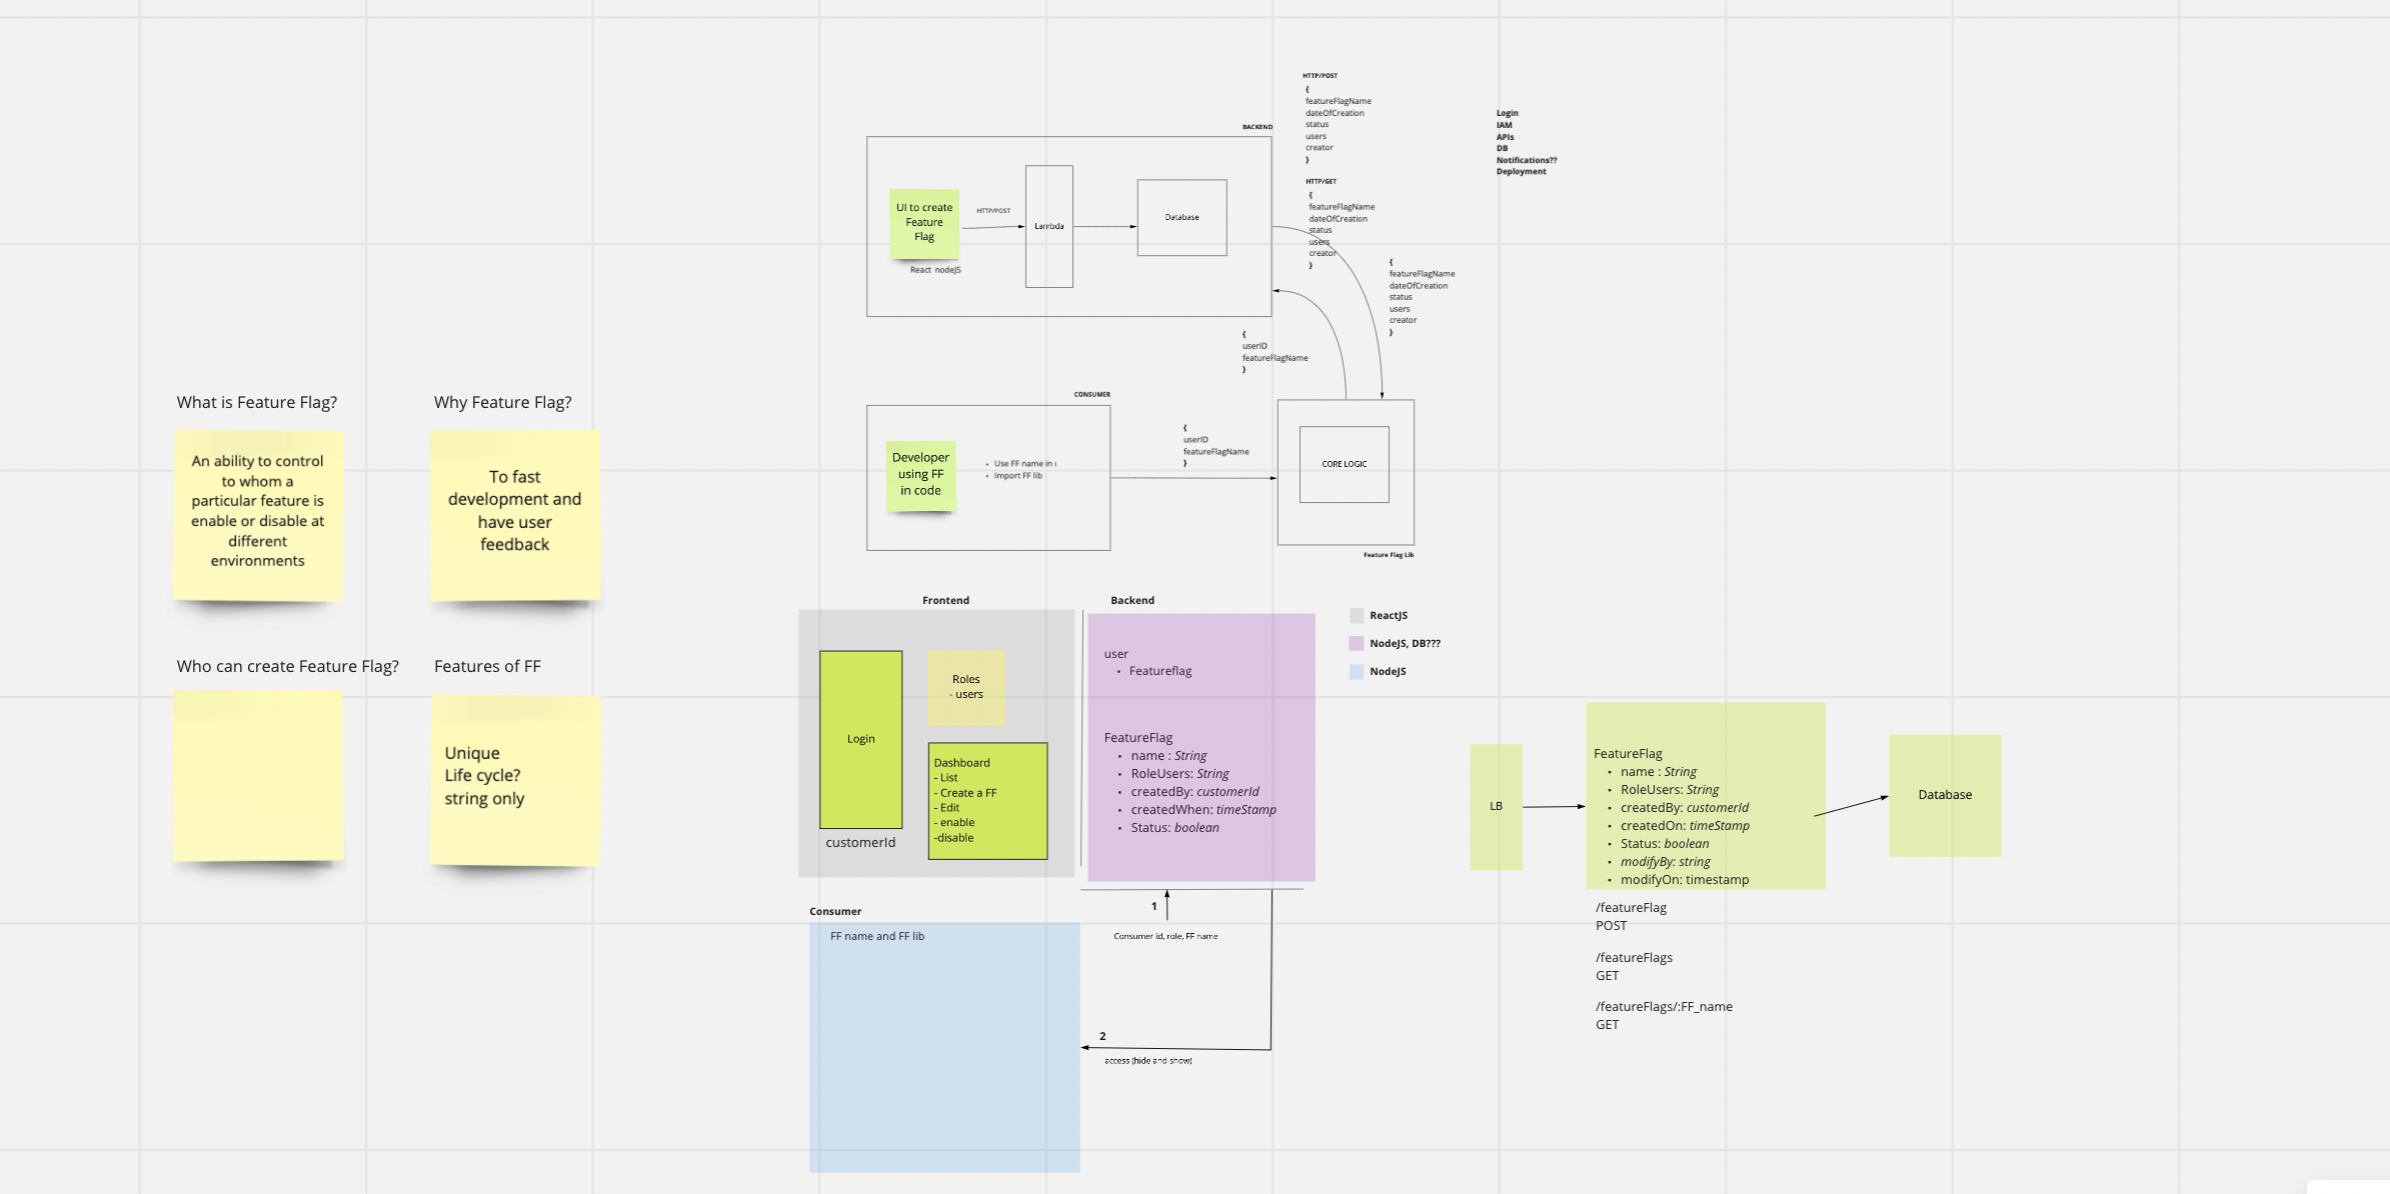 HTTP/POST
{
featureFlagName
dateOfCreation
status
users
creator
}
Login
IAM
APIs
DB
Notifications??
Deployment
BACKEND
UI to create
Feature
Flag
HTTP/POST
Lambda
Database
React nodeJS
HTTP/GET
{
featureFlagName
dateOfCreation
status
users
creator
}
{
featureFlagName
dateOfCreation
status
users
creator
}
{
userID
featureFlagName
}
CONSUMER
Developer
using FF
in code
• Use FF name in
• Import FF lib
{
userID
featureFlagName
}
CORE LOGIC
Feature Flag Lib
What is Feature Flag?
An ability to control
to whom a
particular feature is
enable or disable at
different
environments
Why Feature Flag?
To fast
development and
have user
feedback
Who can create Feature Flag?
Features of FF
Unique
Life cycle?
string only
Frontend
Login
customerId
Roles
- users
Dashboard
- List
- Create a FF
- Edit
- enable
-disable
Backend
user
• Featureflag
FeatureFlag
• name : String
• RoleUsers: String
• createdBy: customerId
• createdWhen: timeStamp
• Status: boolean
ReactJS
NodeJS, DB???
NodeJS
Consumer
FF name and FF lib
1
Consumer id, role, FF name
2
access (hide and show)
LB
FeatureFlag
• name : String
• RoleUsers: String
• createdBy: customerId
• createdOn: timeStamp
• Status: boolean
• modifyBy: string
• modifyOn: timestamp
Database
/featureFlag
POST
/featureFlags
GET
/featureFlags/:FF_name
GET